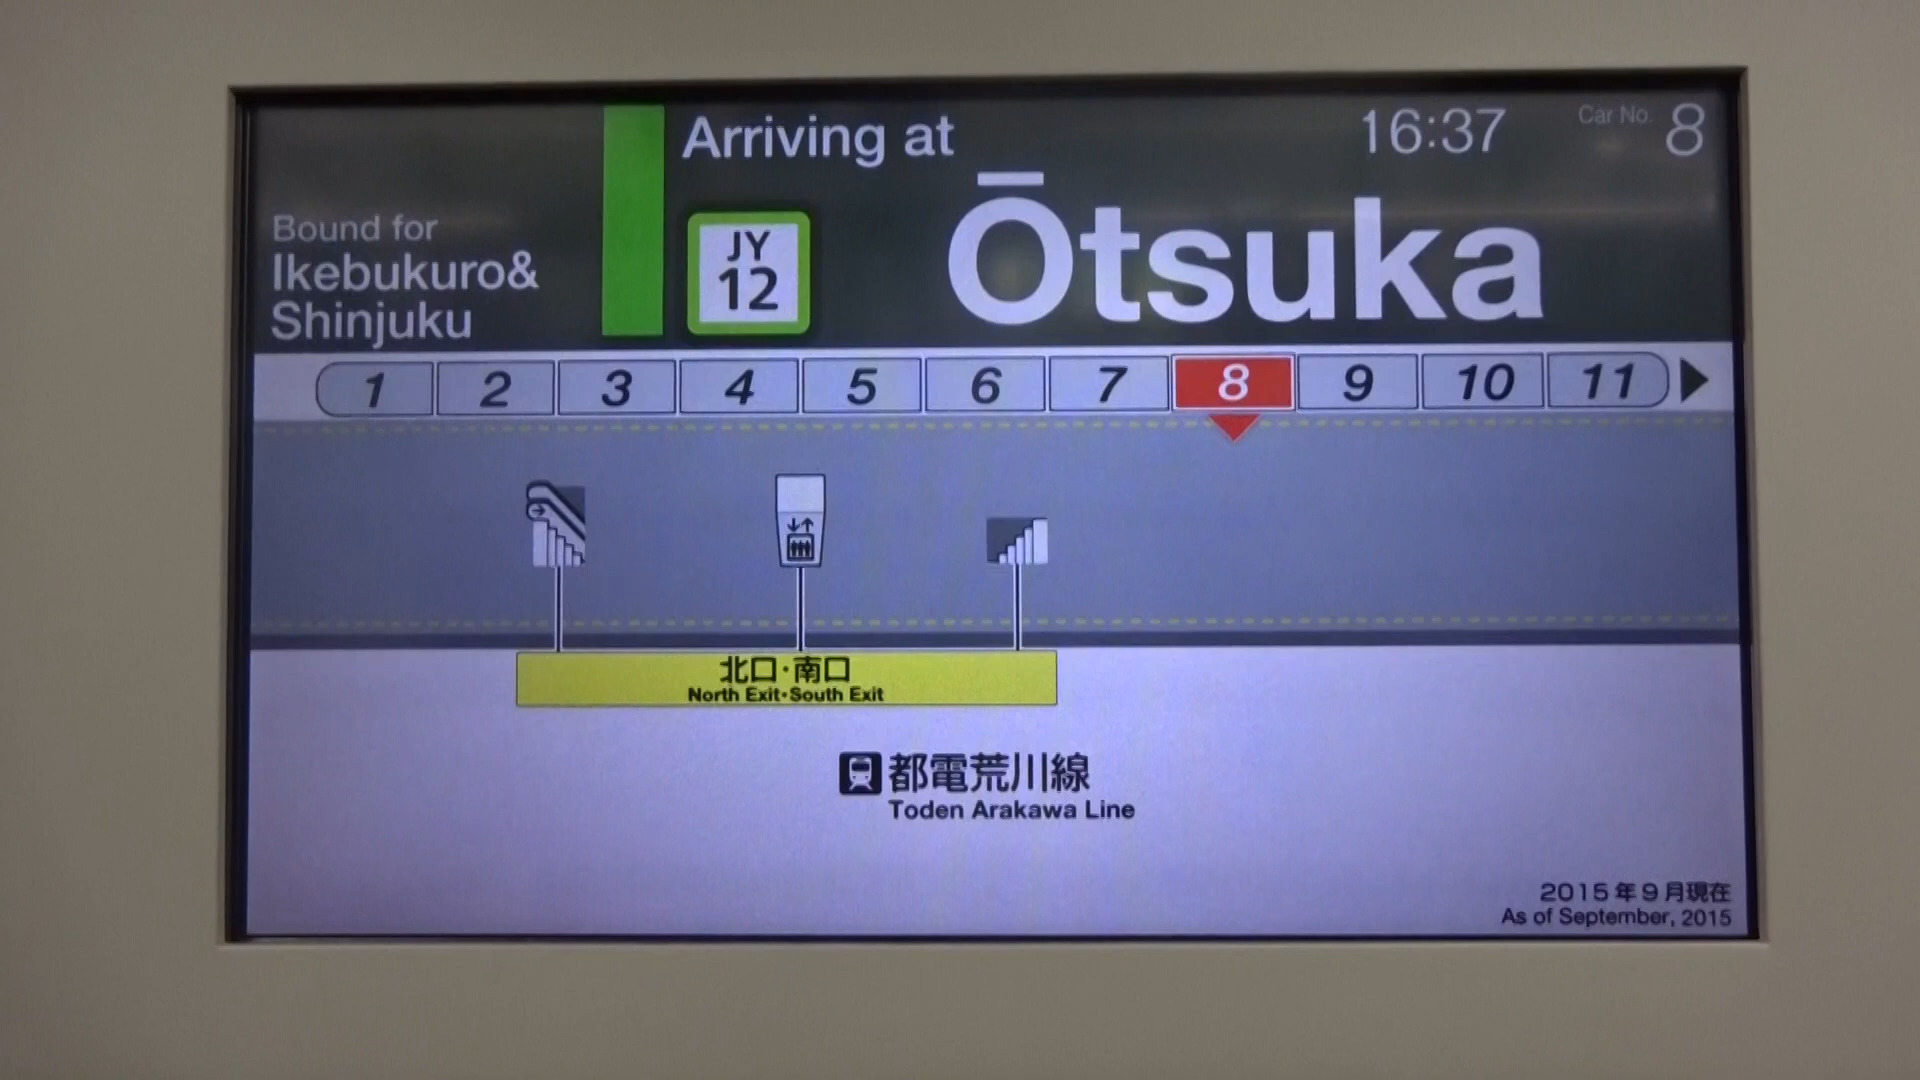 Arriving at
16:37
Car No. 8
Bound for
Ikebukuro&
Shinjuku
JY
12
Ōtsuka
1 2 3 4 5 6 7 8 9 10 11
北口・南口
North Exit・South Exit
都電荒川線
Toden Arakawa Line
2015年9月現在
As of September, 2015